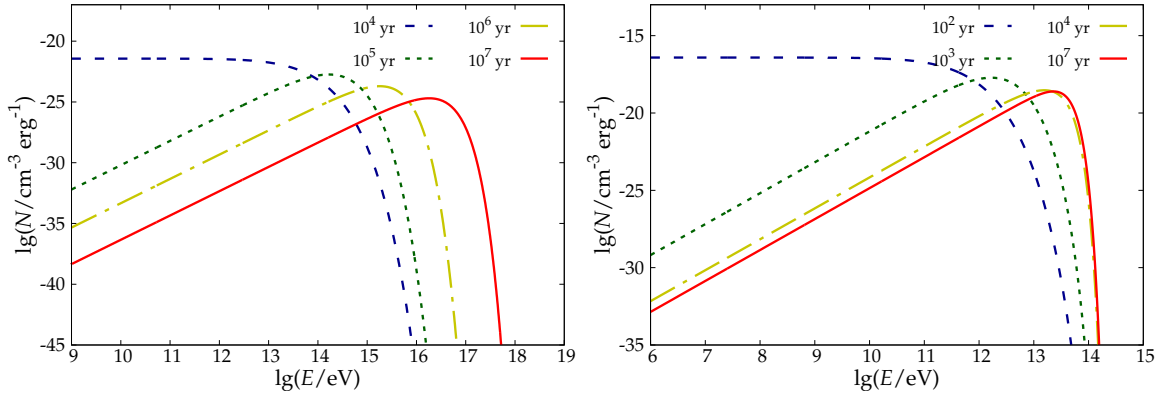 10⁴ yr
10⁶ yr
10⁵ yr
10⁷ yr
lg(N/cm⁻³ erg⁻¹)
-20
-25
-30
-35
-40
-45
9 10 11 12 13 14 15 16 17 18 19
lg(E/eV)
10² yr
10⁴ yr
10³ yr
10⁷ yr
lg(N/cm⁻³ erg⁻¹)
-15
-20
-25
-30
-35
6 7 8 9 10 11 12 13 14 15
lg(E/eV)